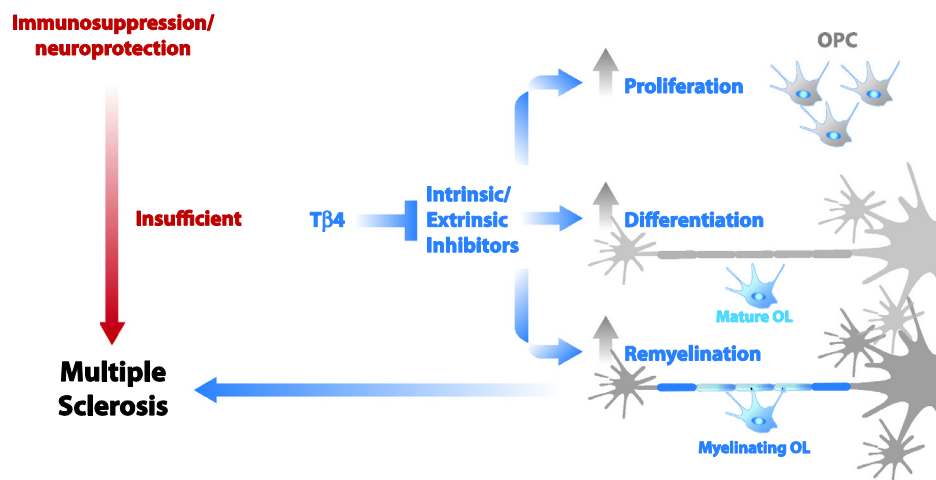 Immunosuppression/
neuroprotection
Insufficient
Multiple
Sclerosis
Tβ4
Intrinsic/
Extrinsic
Inhibitors
Proliferation
OPC
Differentiation
Mature OL
Remyelination
Myelinating OL